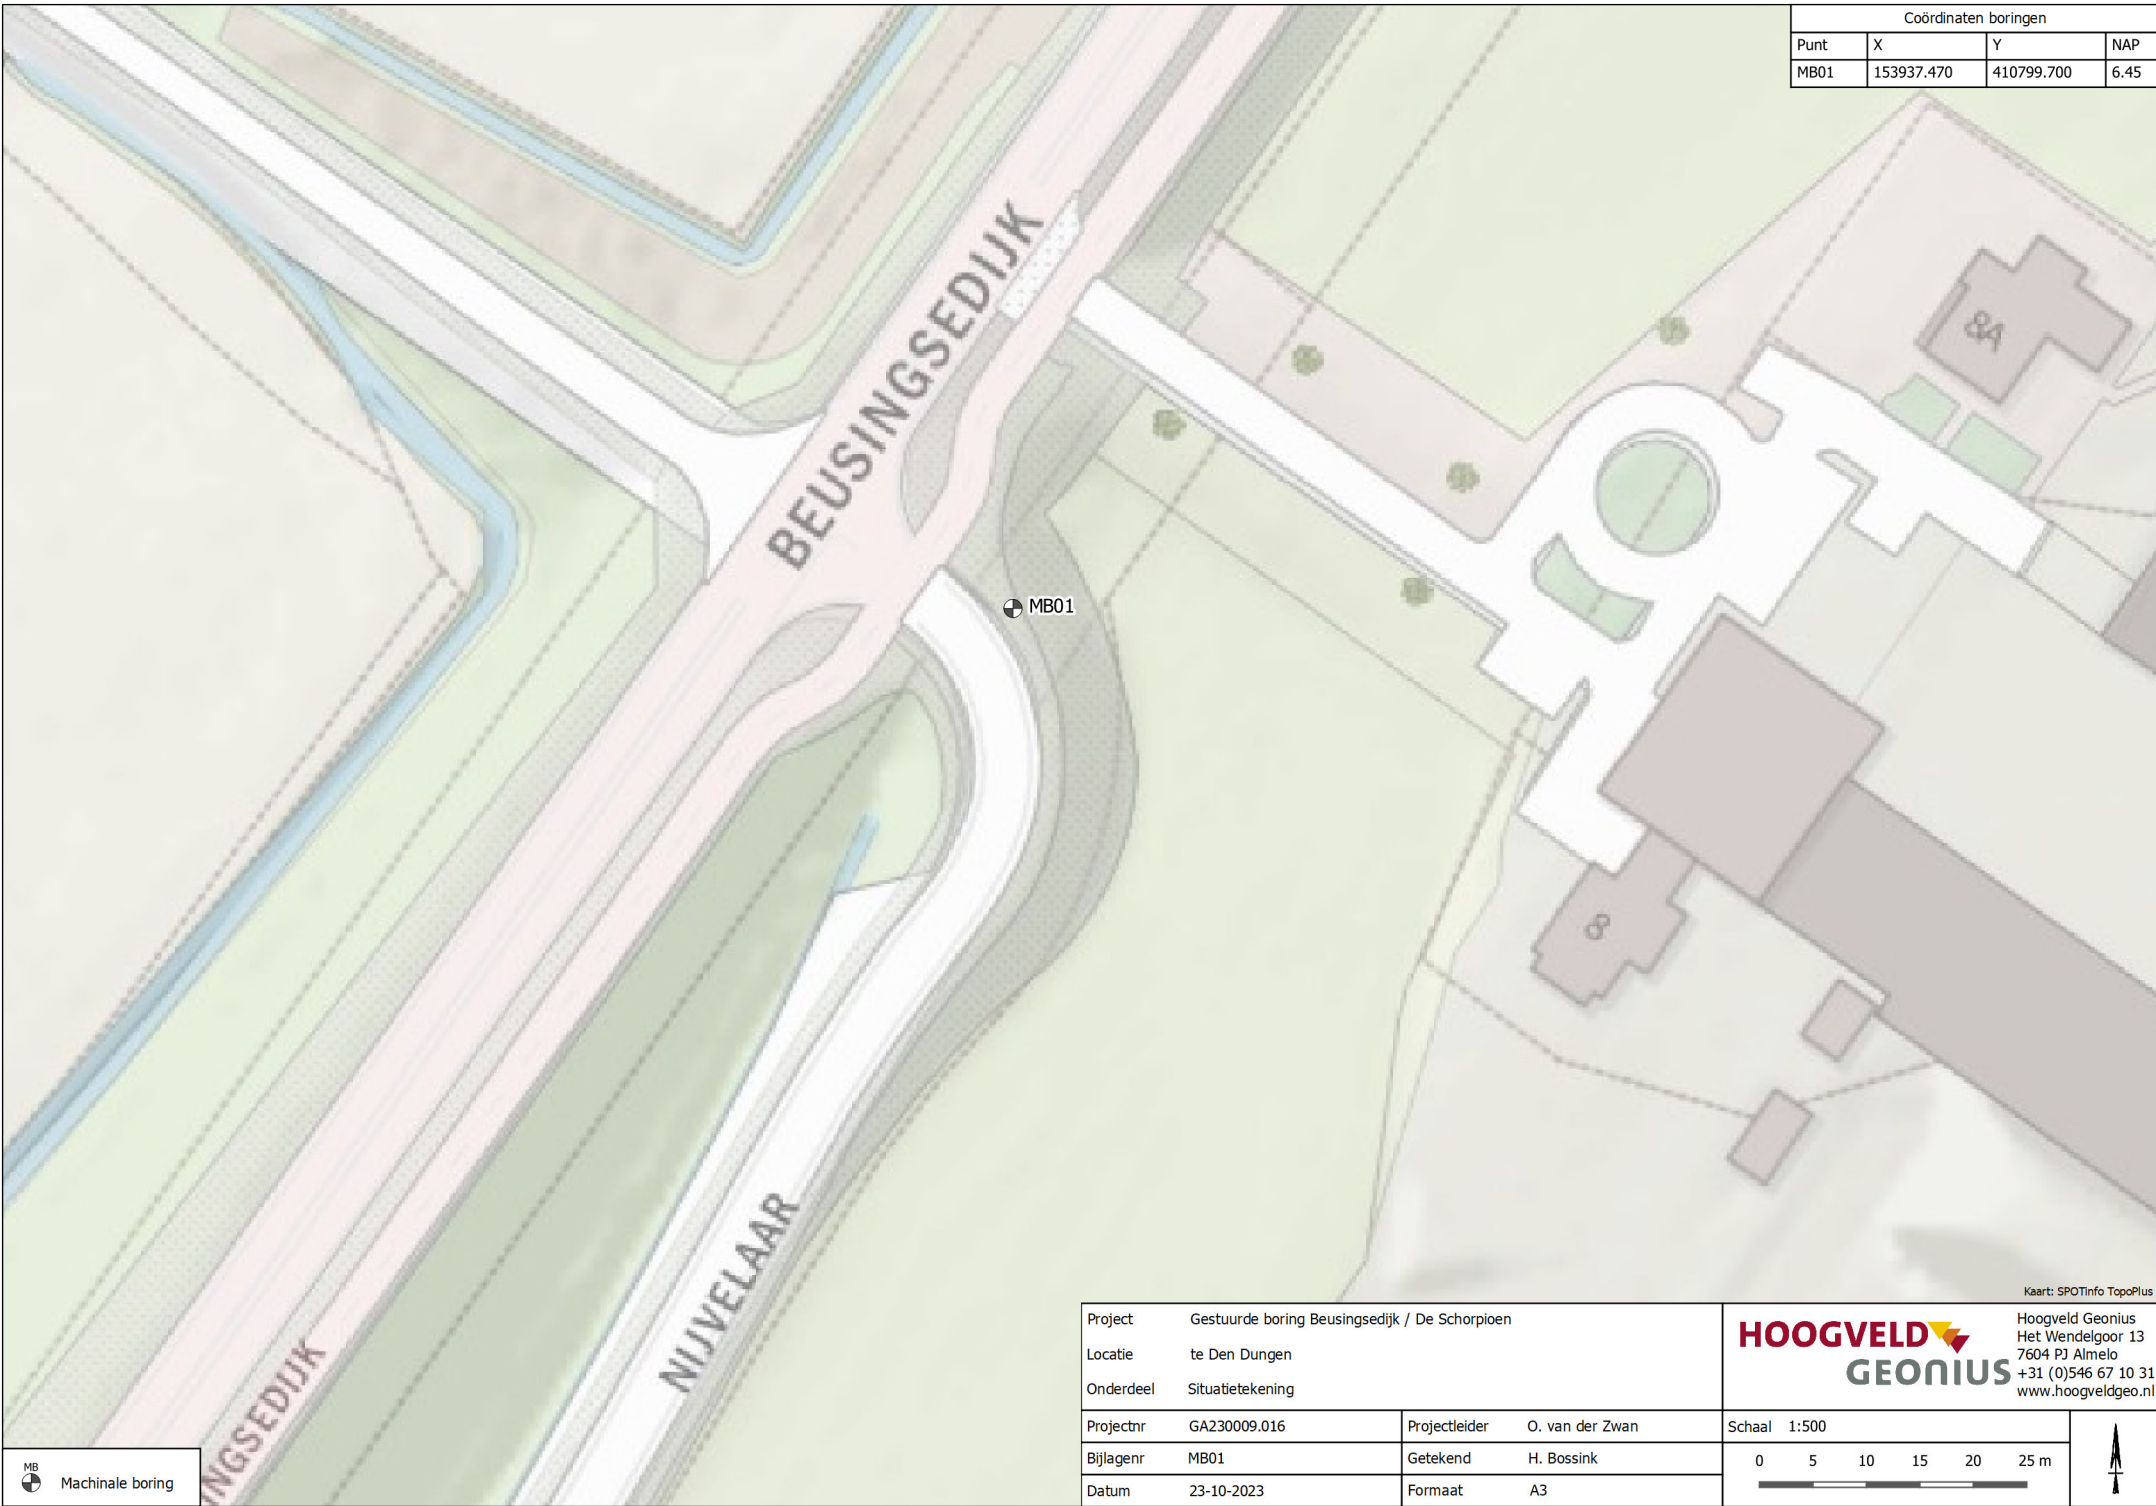 Coördinaten boringen
Punt X Y NAP
MB01 153937.470 410799.700 6.45
BEUSINGSEDIJK
8A
MB01
8
NIJVELAAR
INGSEDIJK
MB
Machinale boring
Kaart: SPOTinfo TopoPlus
Project Gestuurde boring Beusingsedijk / De Schorpioen
Locatie te Den Dungen
Onderdeel Situatietekening
HOOGVELD
GEONIUS
Hoogveld Geonius
Het Wendelgoor 13
7604 PJ Almelo
+31 (0)546 67 10 31
www.hoogveldgeo.nl
Projectnr GA230009.016 Projectleider O. van der Zwan
Bijlagenr MB01 Getekend H. Bossink
Datum 23-10-2023 Formaat A3
Schaal 1:500
0 5 10 15 20 25 m